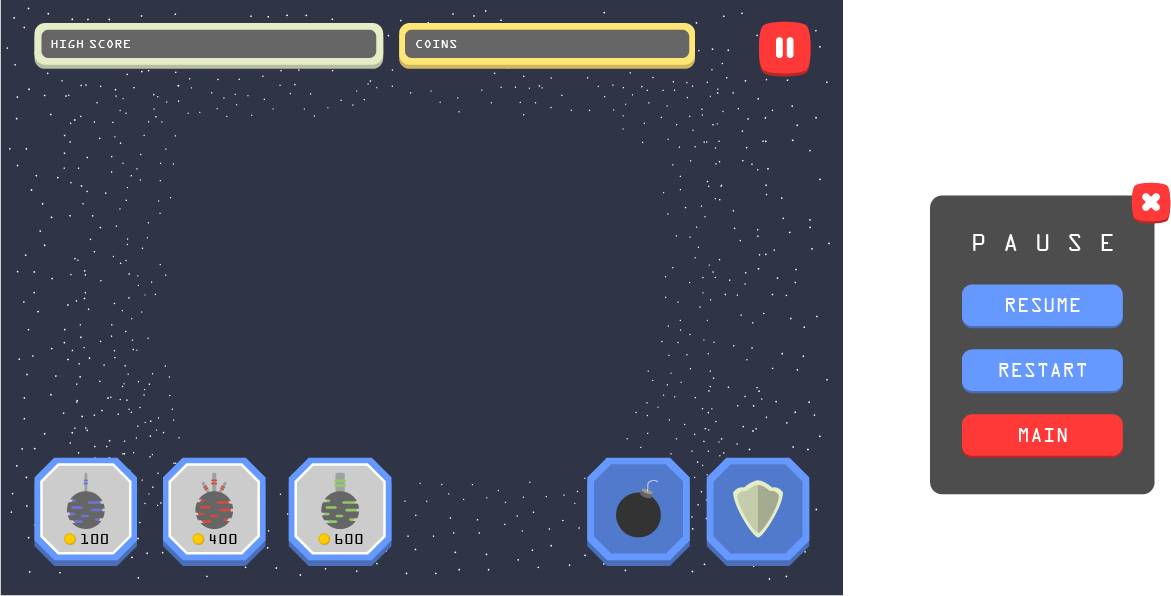 HIGH SCORE
COINS
PAUSE
RESUME
RESTART
MAIN
100
400
600